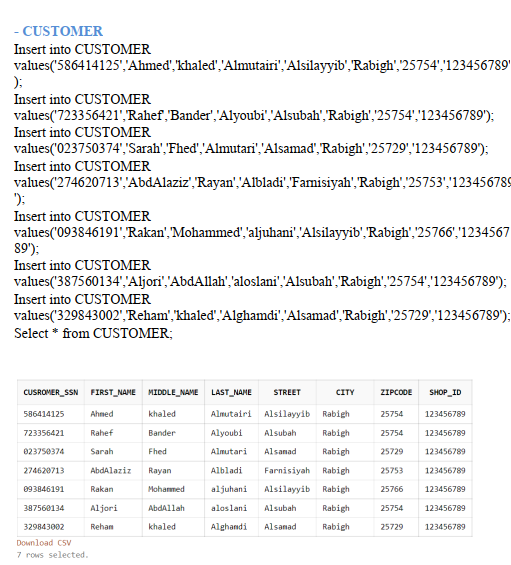 - CUSTOMER
Insert into CUSTOMER
values('586414125','Ahmed','khaled','Almutairi','Alsilayyib','Rabigh','25754','123456789'
);
Insert into CUSTOMER
values('723356421','Rahef','Bander','Alyoubi','Alsubah','Rabigh','25754','123456789');
Insert into CUSTOMER
values('023750374','Sarah','Fhed','Almutari','Alsamad','Rabigh','25729','123456789');
Insert into CUSTOMER
values('274620713','AbdAlaziz','Rayan','Albladi','Farnisiyah','Rabigh','25753','123456789
');
Insert into CUSTOMER
values('093846191','Rakan','Mohammed','aljuhani','Alsilayyib','Rabigh','25766','1234567
89');
Insert into CUSTOMER
values('387560134','Aljori','AbdAllah','aloslani','Alsubah','Rabigh','25754','123456789');
Insert into CUSTOMER
values('329843002','Reham','khaled','Alghamdi','Alsamad','Rabigh','25729','123456789');
Select * from CUSTOMER;
CUSROMER_SSN FIRST_NAME MIDDLE_NAME LAST_NAME STREET CITY ZIPCODE SHOP_ID
586414125 Ahmed khaled Almutairi Alsilayyib Rabigh 25754 123456789
723356421 Rahef Bander Alyoubi Alsubah Rabigh 25754 123456789
023750374 Sarah Fhed Almutari Alsamad Rabigh 25729 123456789
274620713 AbdAlaziz Rayan Albladi Farnisiyah Rabigh 25753 123456789
093846191 Rakan Mohammed aljuhani Alsilayyib Rabigh 25766 123456789
387560134 Aljori AbdAllah aloslani Alsubah Rabigh 25754 123456789
329843002 Reham khaled Alghamdi Alsamad Rabigh 25729 123456789
Download CSV
7 rows selected.